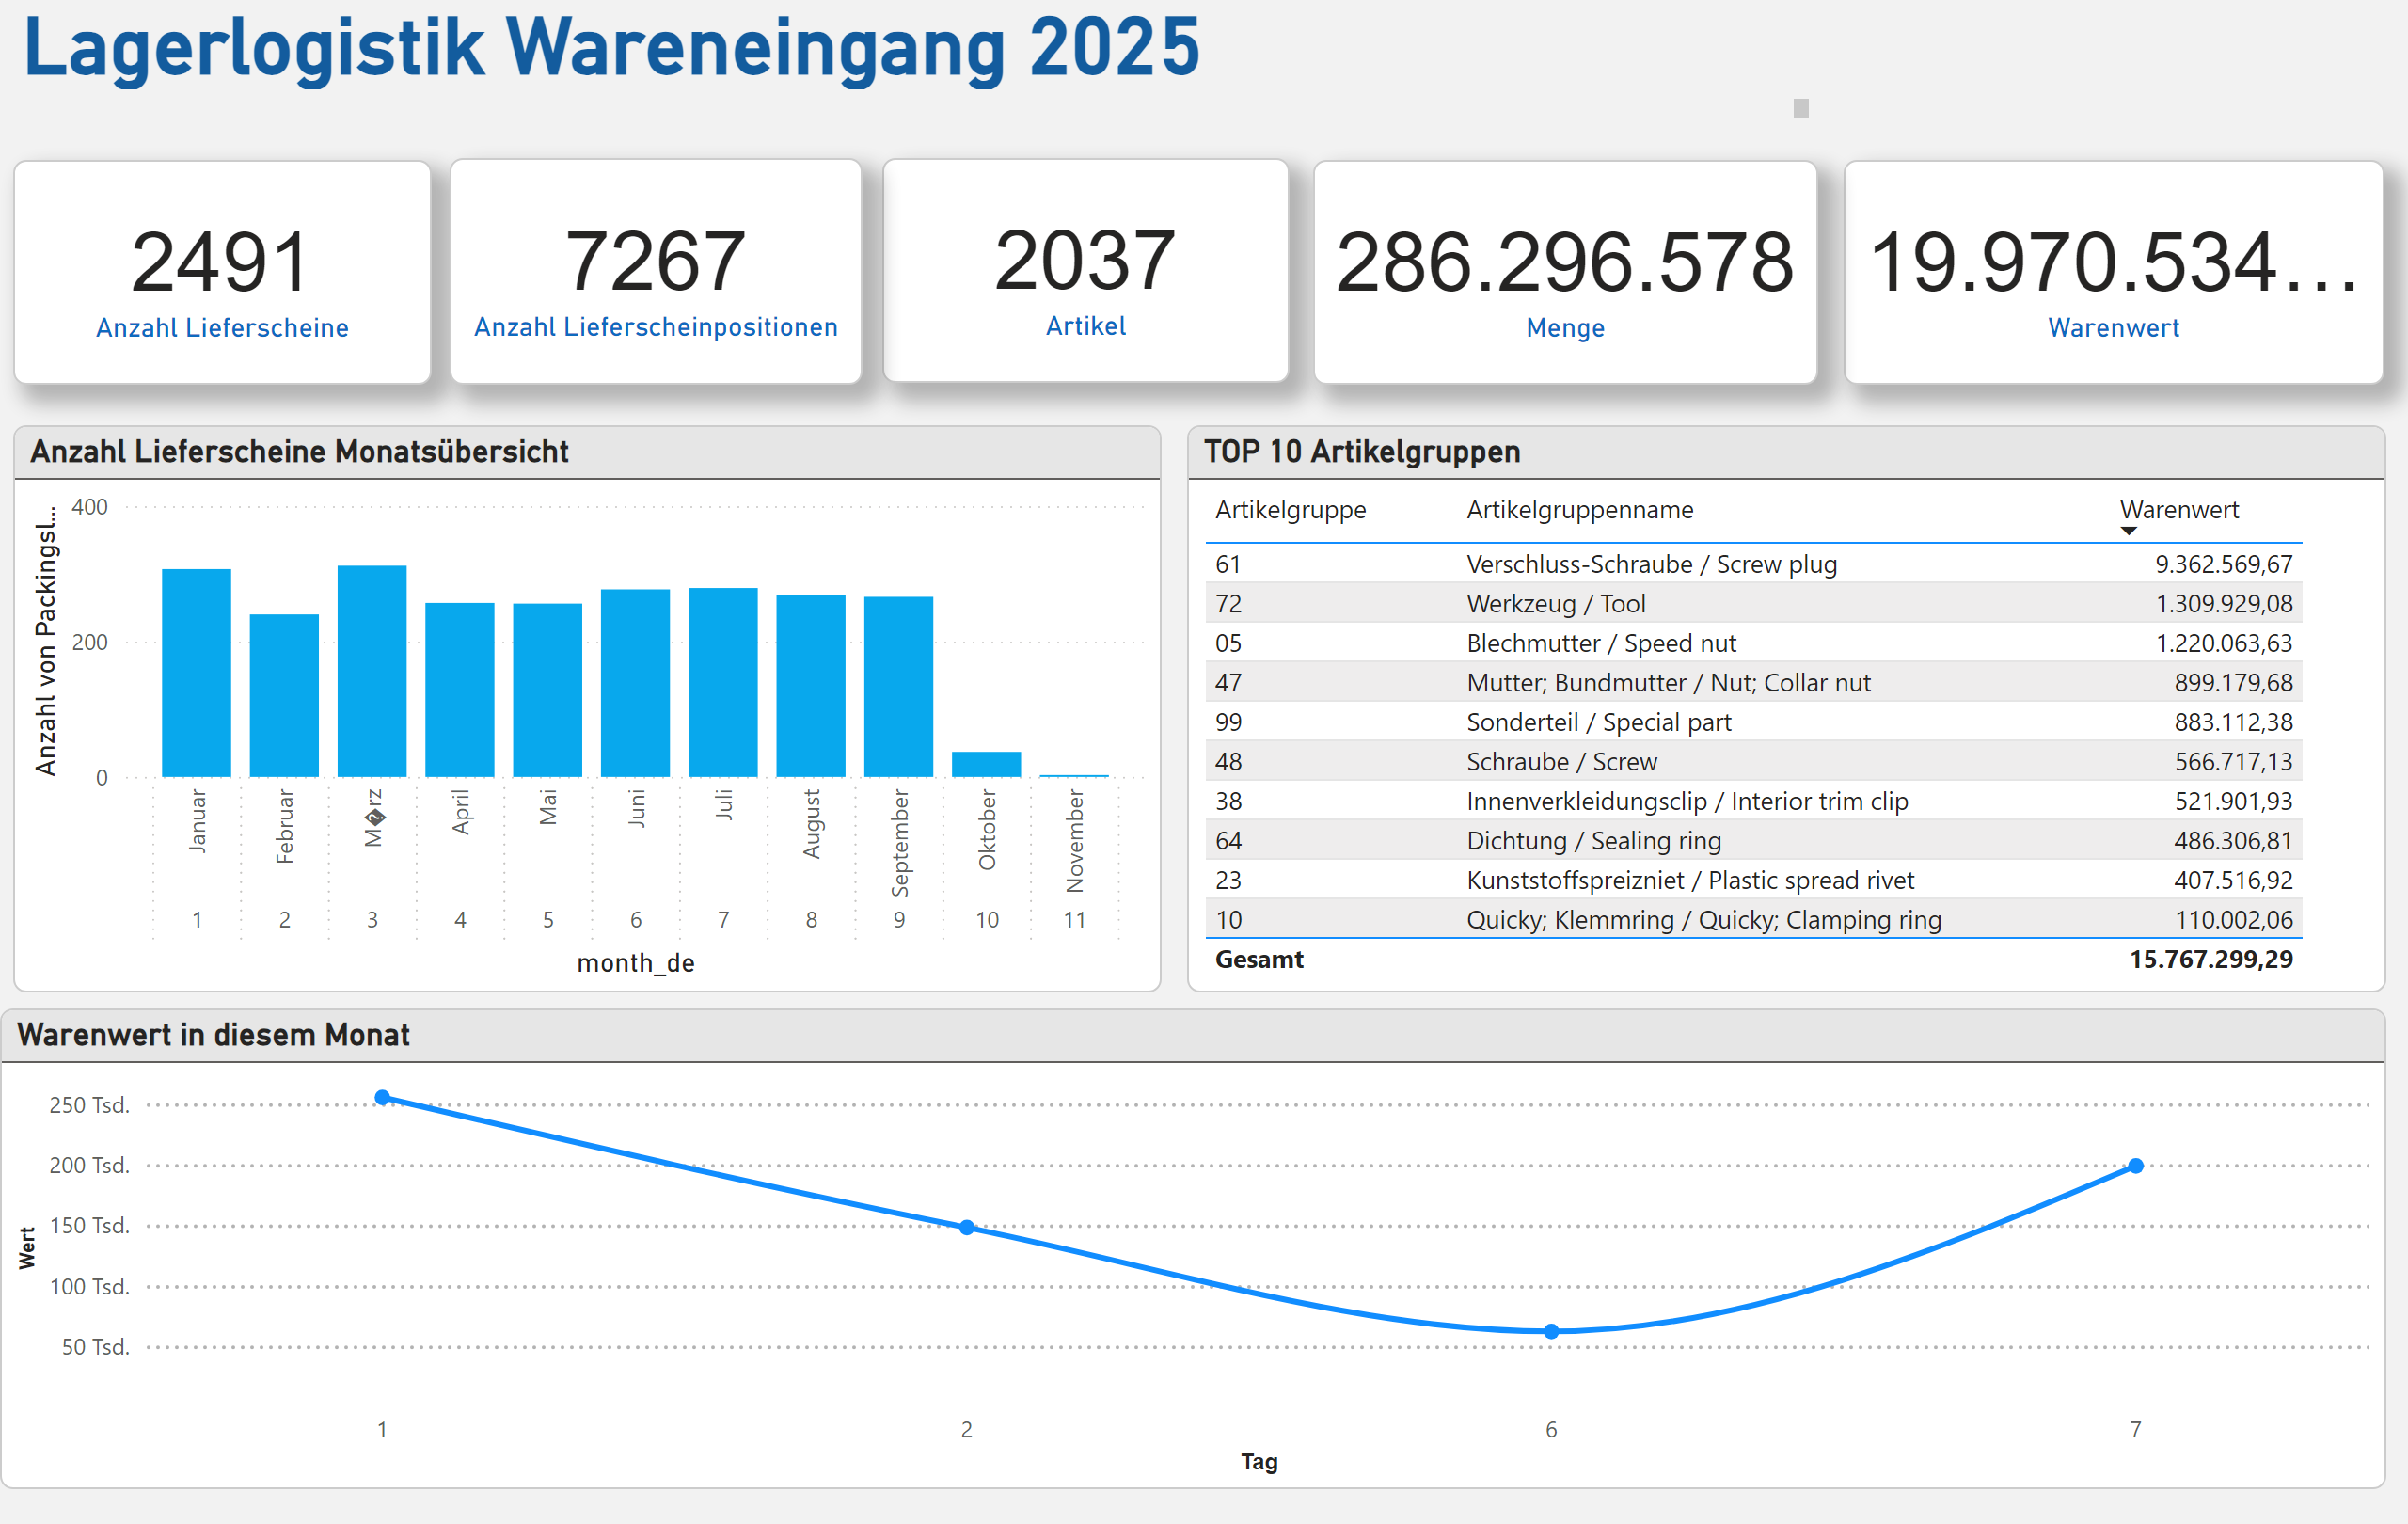 Lagerlogistik Wareneingang 2025
2491
Anzahl Lieferscheine
7267
Anzahl Lieferscheinpositionen
2037
Artikel
286.296.578
Menge
19.970.534...
Warenwert
Anzahl Lieferscheine Monatsübersicht
Anzahl von Packingsl...
400
200
0
Januar
Februar
M�rz
April
Mai
Juni
Juli
August
September
Oktober
November
1 2 3 4 5 6 7 8 9 10 11
month_de
TOP 10 Artikelgruppen
Artikelgruppe Artikelgruppenname Warenwert
61 Verschluss-Schraube / Screw plug 9.362.569,67
72 Werkzeug / Tool 1.309.929,08
05 Blechmutter / Speed nut 1.220.063,63
47 Mutter; Bundmutter / Nut; Collar nut 899.179,68
99 Sonderteil / Special part 883.112,38
48 Schraube / Screw 566.717,13
38 Innenverkleidungsclip / Interior trim clip 521.901,93
64 Dichtung / Sealing ring 486.306,81
23 Kunststoffspreizniet / Plastic spread rivet 407.516,92
10 Quicky; Klemmring / Quicky; Clamping ring 110.002,06
Gesamt 15.767.299,29
Warenwert in diesem Monat
Wert
250 Tsd.
200 Tsd.
150 Tsd.
100 Tsd.
50 Tsd.
1 2 6 7
Tag